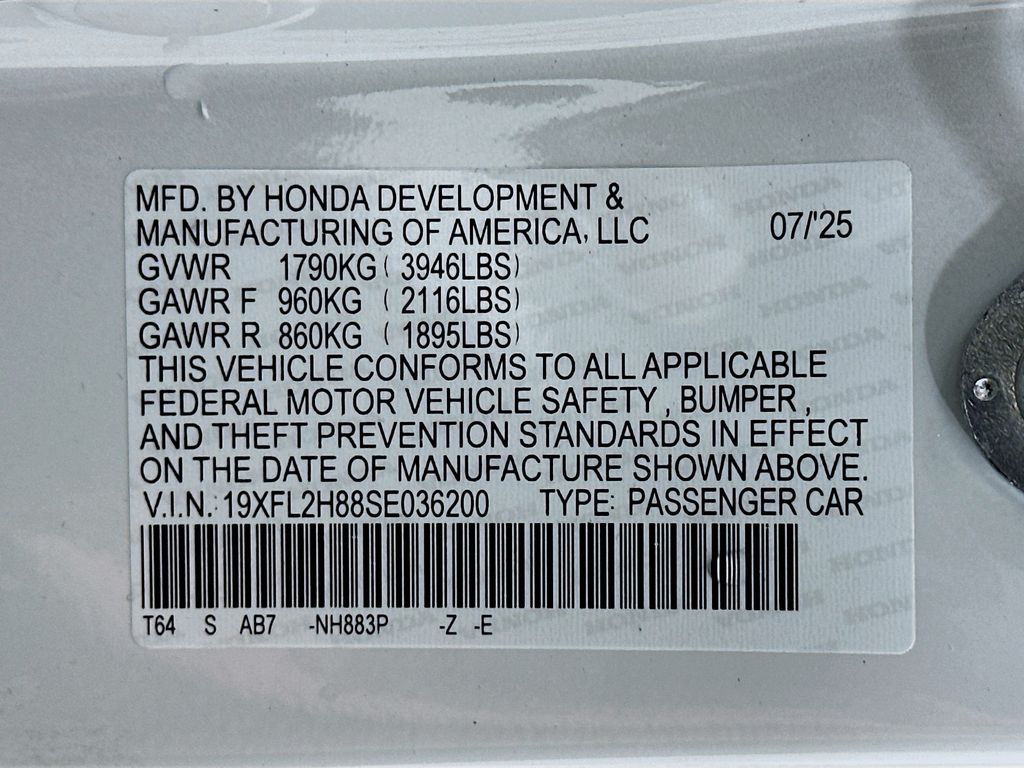 MFD. BY HONDA DEVELOPMENT &
MANUFACTURING OF AMERICA, LLC 07/'25
GVWR 1790KG ( 3946LBS)
GAWR F 960KG ( 2116LBS)
GAWR R 860KG ( 1895LBS)
THIS VEHICLE CONFORMS TO ALL APPLICABLE
FEDERAL MOTOR VEHICLE SAFETY , BUMPER ,
AND THEFT PREVENTION STANDARDS IN EFFECT
ON THE DATE OF MANUFACTURE SHOWN ABOVE.
V.I.N.: 19XFL2H88SE036200 TYPE: PASSENGER CAR
T64 S AB7 -NH883P -Z -E